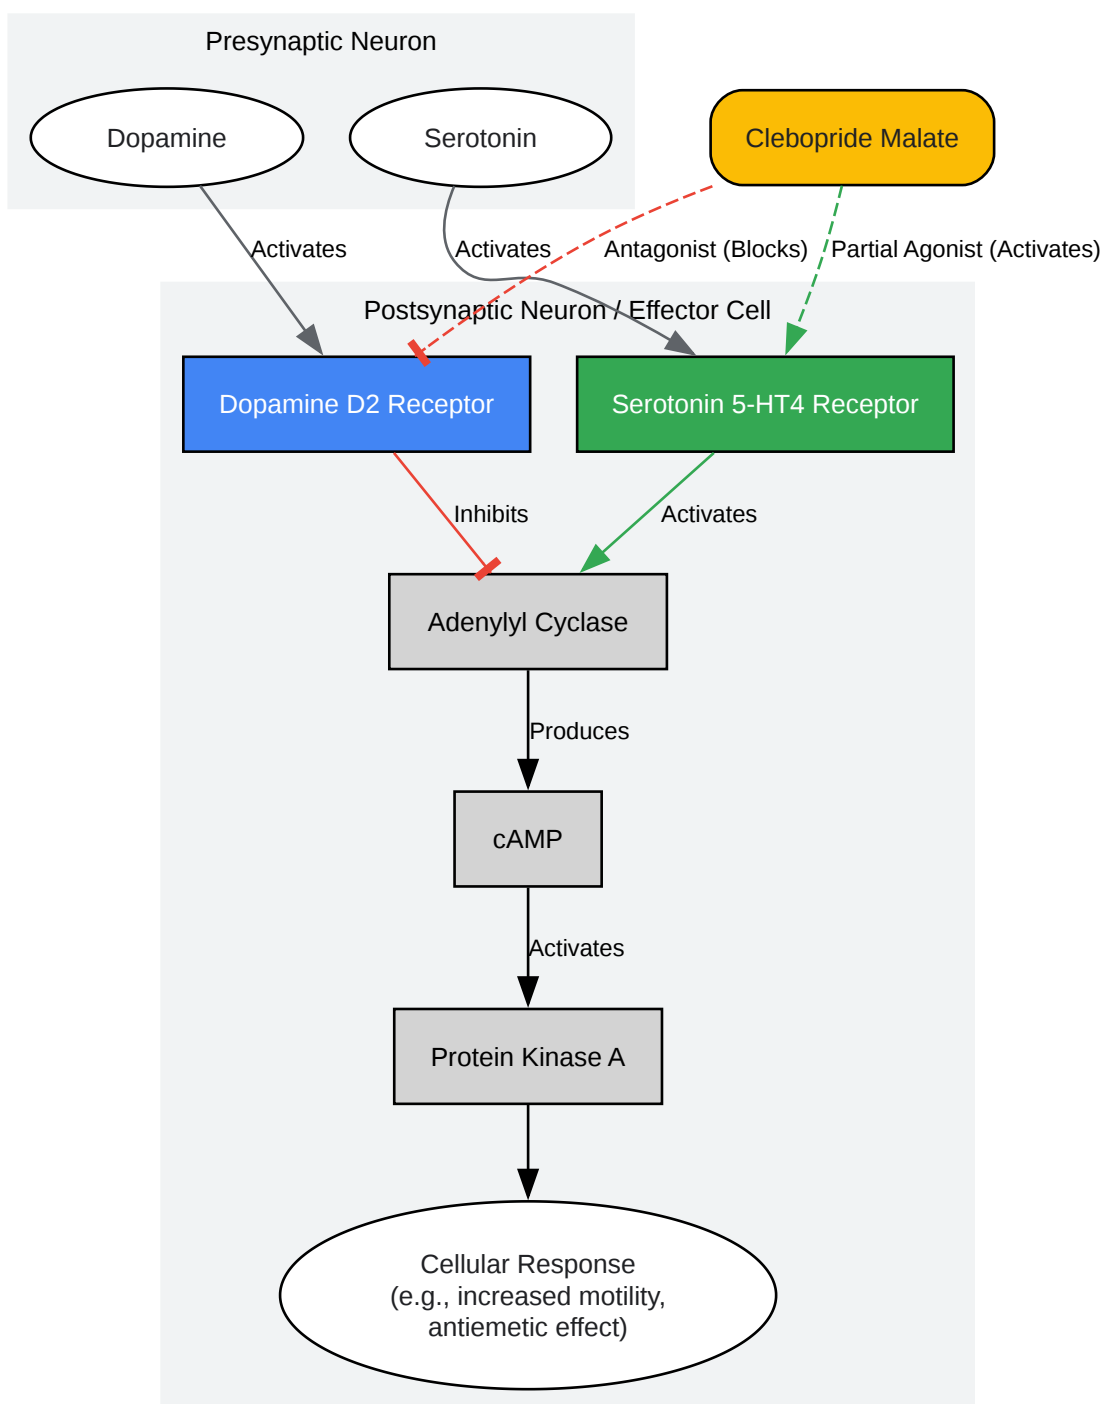 Presynaptic Neuron
Dopamine
Serotonin
Clebopride Malate
Activates
Activates
Antagonist (Blocks)
Partial Agonist (Activates)
Postsynaptic Neuron / Effector Cell
Dopamine D2 Receptor
Serotonin 5-HT4 Receptor
Inhibits
Activates
Adenylyl Cyclase
Produces
cAMP
Activates
Protein Kinase A
Cellular Response
(e.g., increased motility,
antiemetic effect)